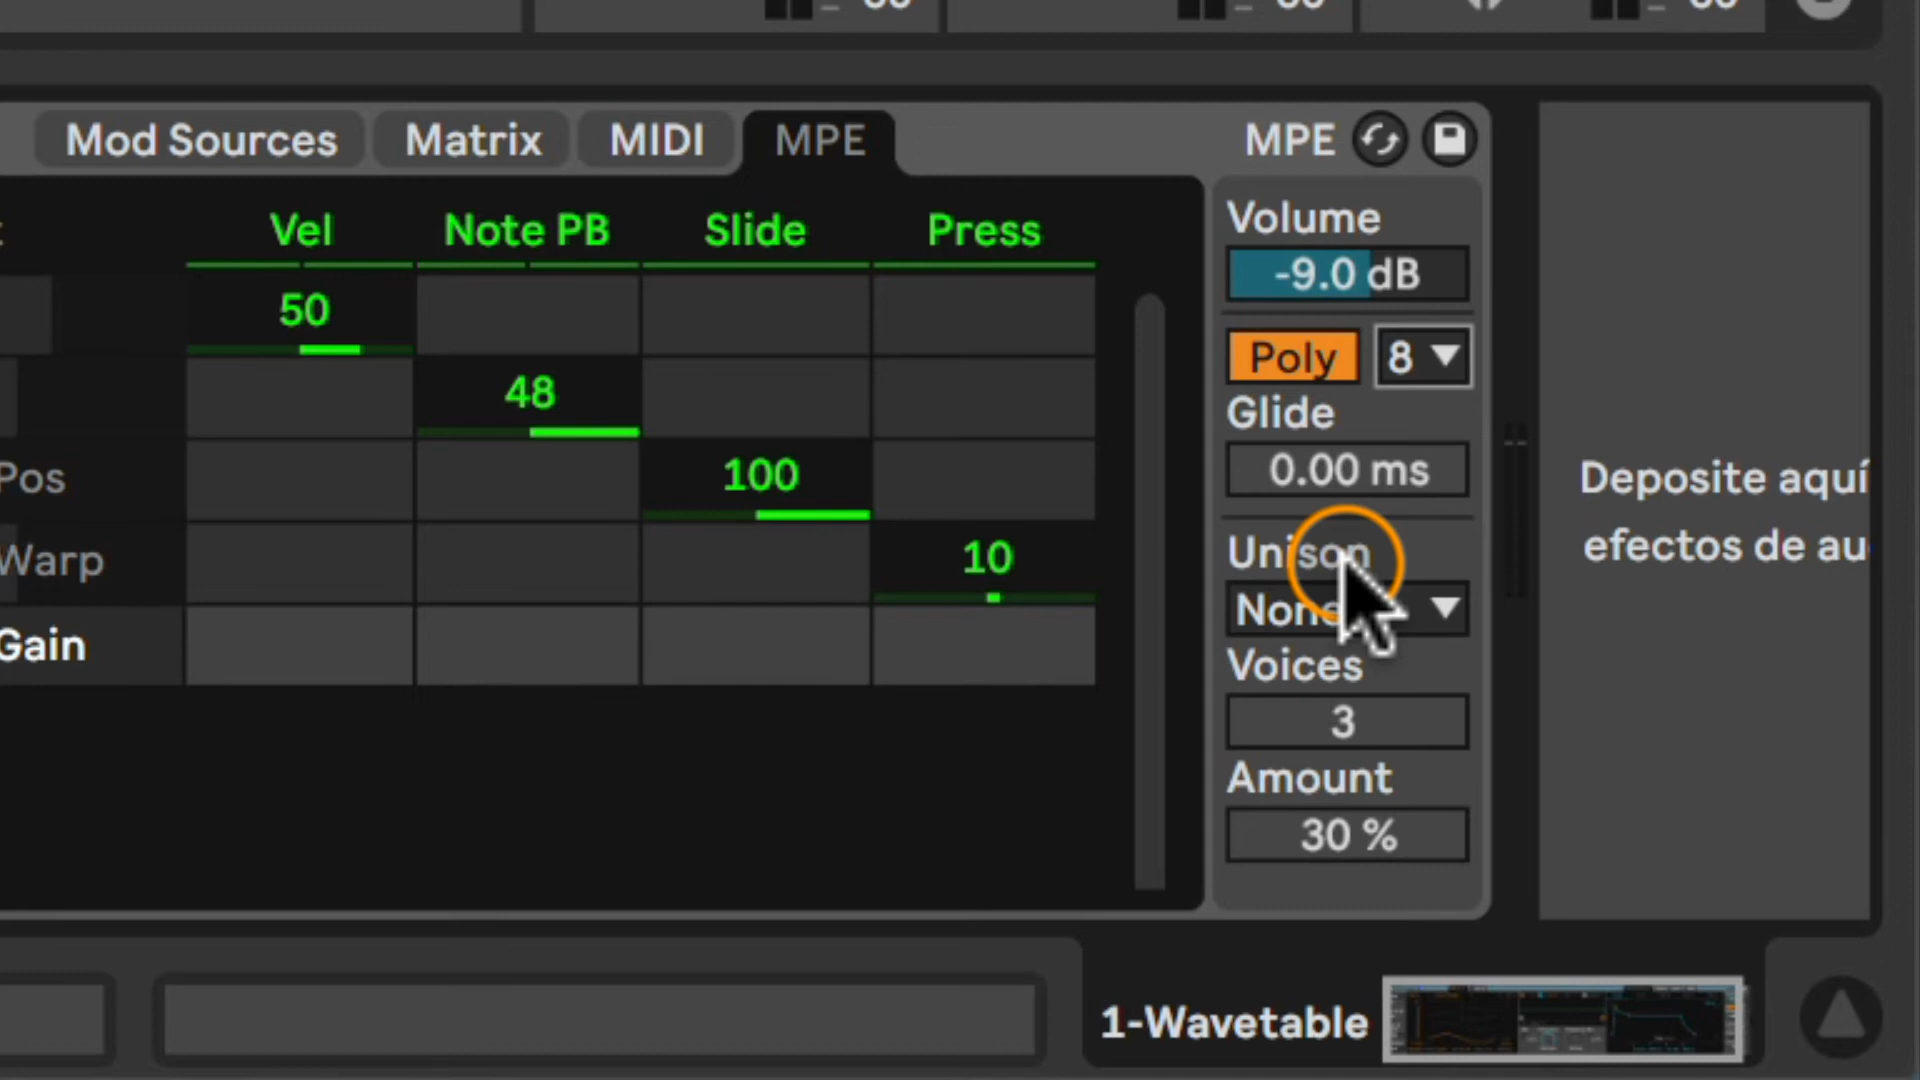 Mod Sources Matrix MIDI MPE MPE
Vel Note PB Slide Press
50
48
Pos 100
Warp 10
Gain
Volume
-9.0 dB
Poly 8
Glide
0.00 ms
Unison
None
Voices
3
Amount
30 %
Deposite aquí
efectos de au
1-Wavetable